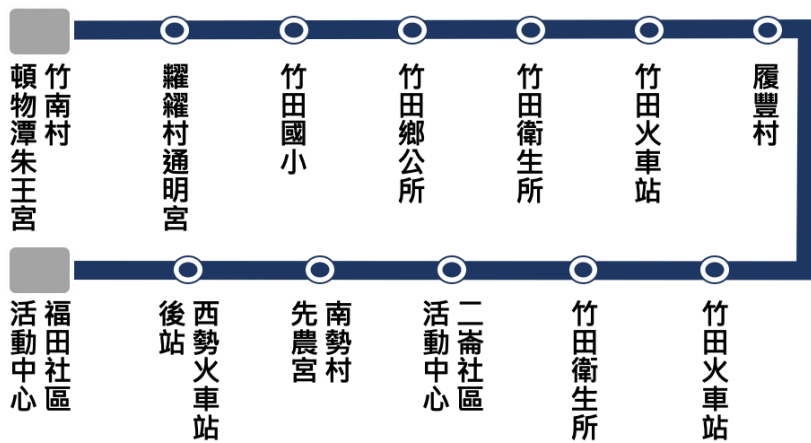 竹南村
頓物潭朱王宮
糶糴村通明宮
竹田國小
竹田鄉公所
竹田衛生所
竹田火車站
履豐村
福田社區
活動中心
西勢火車站
後站
南勢村
先農宮
二崙社區
活動中心
竹田衛生所
竹田火車站